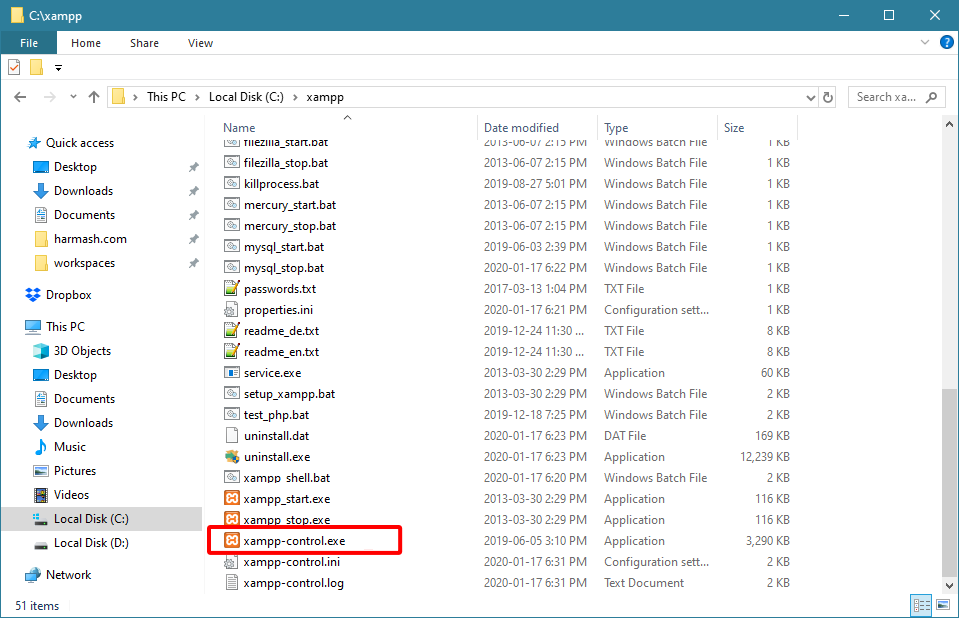 C:\xampp
File Home Share View
This PC Local Disk (C:) xampp Search xa...
Name Date modified Type Size
Quick access
Desktop
Downloads
Documents
harmash.com
workspaces
Dropbox
This PC
3D Objects
Desktop
Documents
Downloads
Music
Pictures
Videos
Local Disk (C:)
Local Disk (D:)
Network
filezilla_start.bat 2013-06-07 2:15 PM Windows Batch File 1 KB
filezilla_stop.bat 2013-06-07 2:15 PM Windows Batch File 1 KB
killprocess.bat 2019-08-27 5:01 PM Windows Batch File 1 KB
mercury_start.bat 2013-06-07 2:15 PM Windows Batch File 1 KB
mercury_stop.bat 2013-06-07 2:15 PM Windows Batch File 1 KB
mysql_start.bat 2019-06-03 2:39 PM Windows Batch File 1 KB
mysql_stop.bat 2020-01-17 6:22 PM Windows Batch File 1 KB
passwords.txt 2017-03-13 1:04 PM TXT File 1 KB
properties.ini 2020-01-17 6:21 PM Configuration sett... 1 KB
readme_de.txt 2019-12-24 11:30 ... TXT File 8 KB
readme_en.txt 2019-12-24 11:30 ... TXT File 8 KB
service.exe 2013-03-30 2:29 PM Application 60 KB
setup_xampp.bat 2013-03-30 2:29 PM Windows Batch File 2 KB
test_php.bat 2019-12-18 7:25 PM Windows Batch File 2 KB
uninstall.dat 2020-01-17 6:23 PM DAT File 169 KB
uninstall.exe 2020-01-17 6:23 PM Application 12,239 KB
xampp_shell.bat 2020-01-17 6:20 PM Windows Batch File 2 KB
xampp_start.exe 2013-03-30 2:29 PM Application 116 KB
xampp_stop.exe 2013-03-30 2:29 PM Application 116 KB
xampp-control.exe 2019-06-05 3:10 PM Application 3,290 KB
xampp-control.ini 2020-01-17 6:31 PM Configuration sett... 2 KB
xampp-control.log 2020-01-17 6:31 PM Text Document 2 KB
51 items